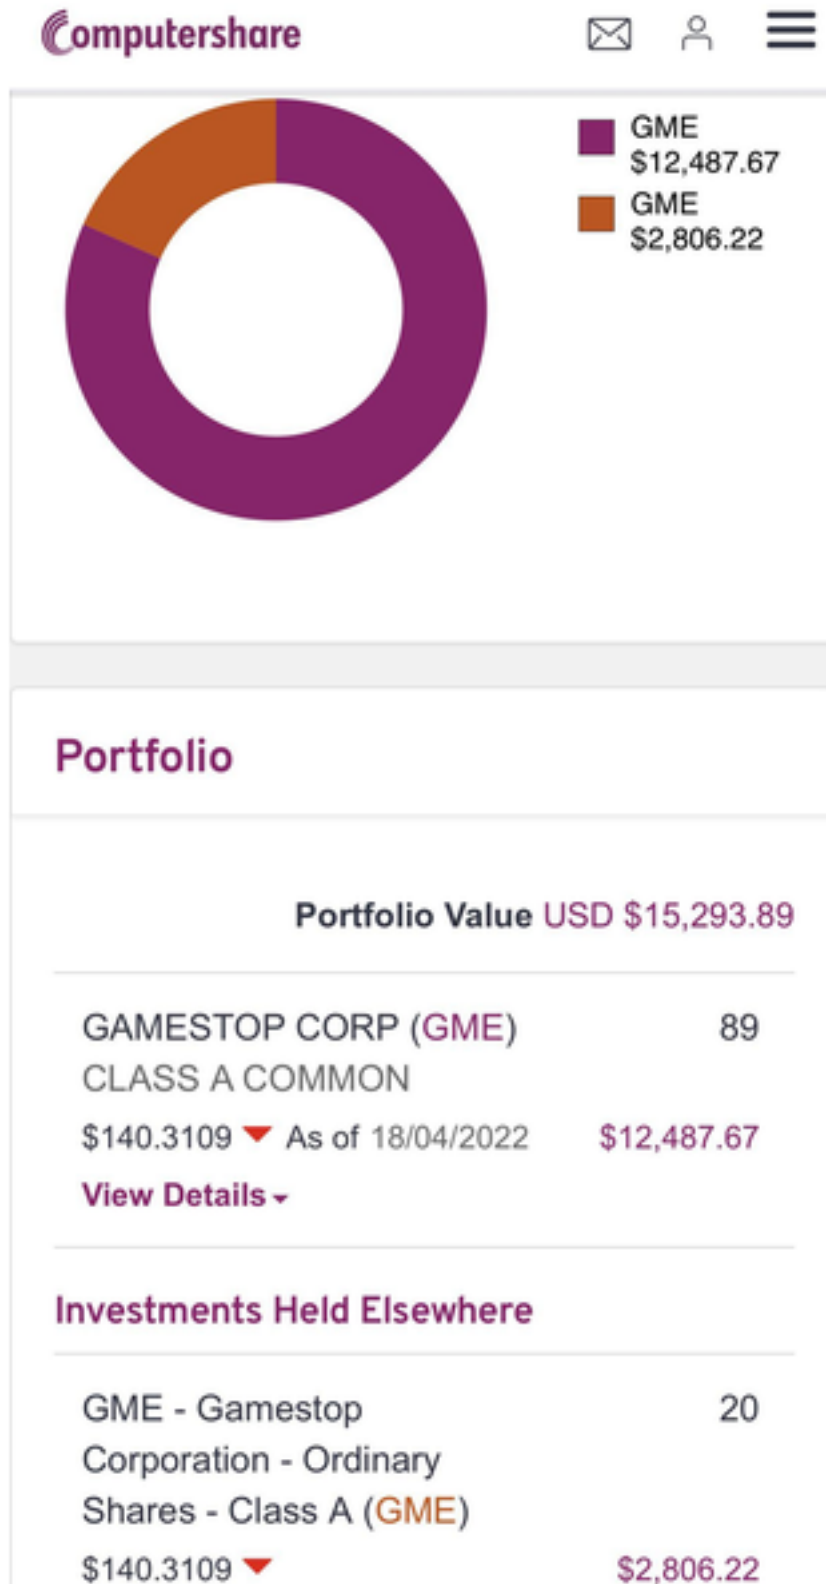 Computershare
GME
$12,487.67
GME
$2,806.22
Portfolio
Portfolio Value USD $15,293.89
GAMESTOP CORP (GME) 89
CLASS A COMMON
$140.3109 As of 18/04/2022 $12,487.67
View Details
Investments Held Elsewhere
GME - Gamestop 20
Corporation - Ordinary
Shares - Class A (GME)
$140.3109 $2,806.22